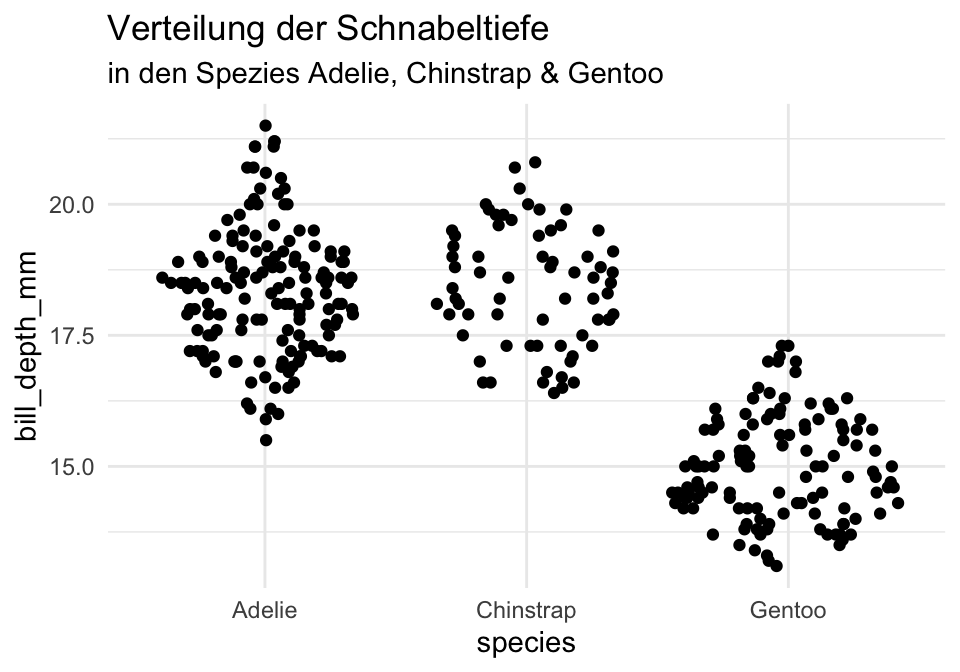 Verteilung der Schnabeltiefe
in den Spezies Adelie, Chinstrap & Gentoo
bill_depth_mm
20.0
17.5
15.0
Adelie Chinstrap Gentoo
species